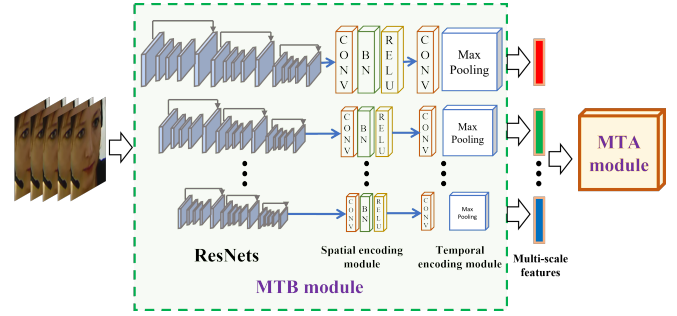 CONV
BN
RELU
CONV
Max
Pooling
CONV
BN
RELU
CONV
Max
Pooling
MTA
module
CONV
BN
RELU
CONV
Max
Pooling
ResNets
Spatial encoding
module
Temporal
encoding module
Multi-scale
features
MTB module